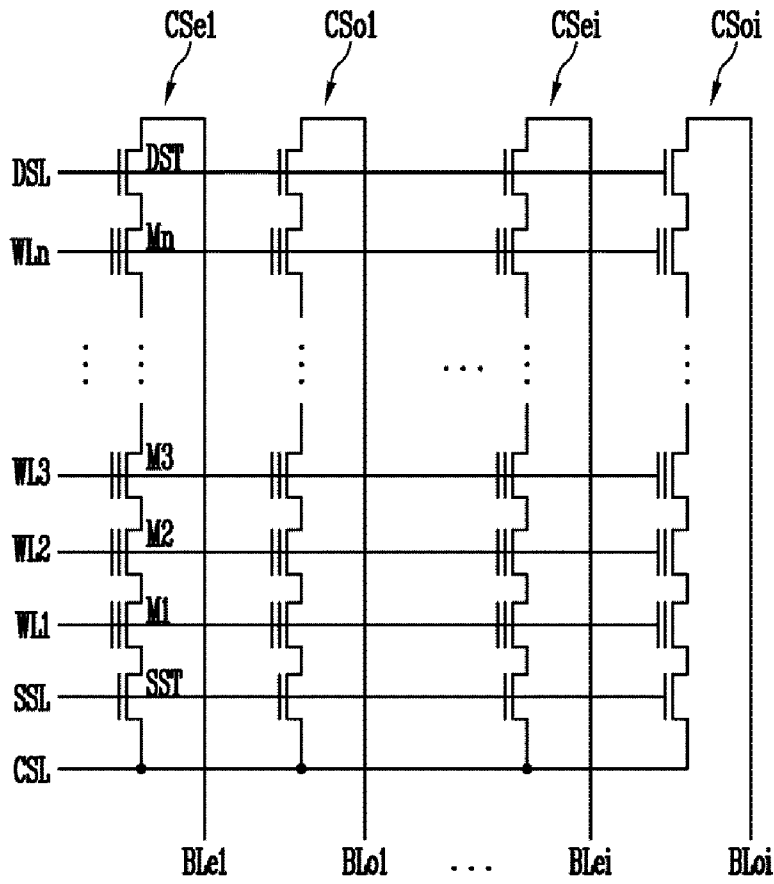 CSe1 CSo1 CSei CSoi
DSL DST
WLn Mn
WL3 M3
WL2 M2
WL1 M1
SSL SST
CSL
BLe1 BLo1 ... BLei BLoi